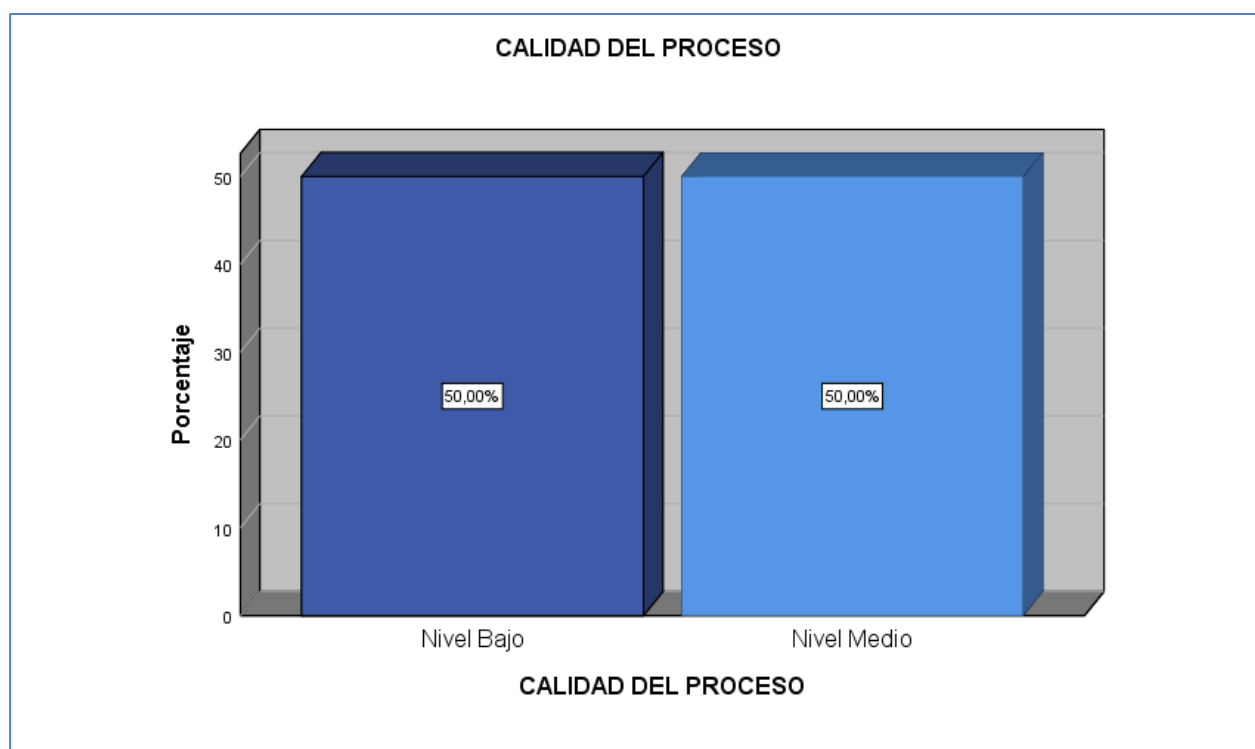 CALIDAD DEL PROCESO
Porcentaje
50
40
30
20
10
0
50,00%
50,00%
Nivel Bajo
Nivel Medio
CALIDAD DEL PROCESO